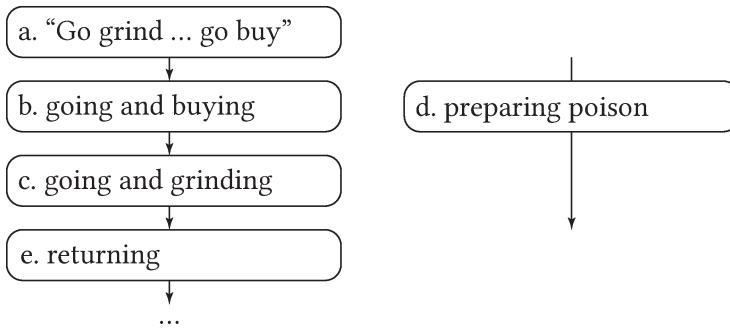 a. “Go grind … go buy”
b. going and buying
d. preparing poison
c. going and grinding
e. returning
…